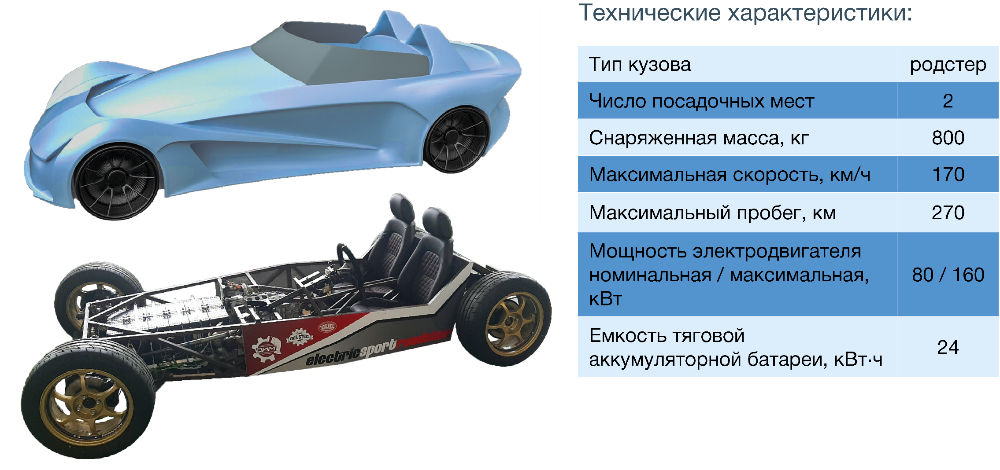 Технические характеристики:
Тип кузова родстер
Число посадочных мест 2
Снаряженная масса, кг 800
Максимальная скорость, км/ч 170
Максимальный пробег, км 270
Мощность электродвигателя
номинальная / максимальная,
кВт
80 / 160
Емкость тяговой
аккумуляторной батареи, кВт·ч
24
ОИМ
FAIR STEEL
electricsportroadster